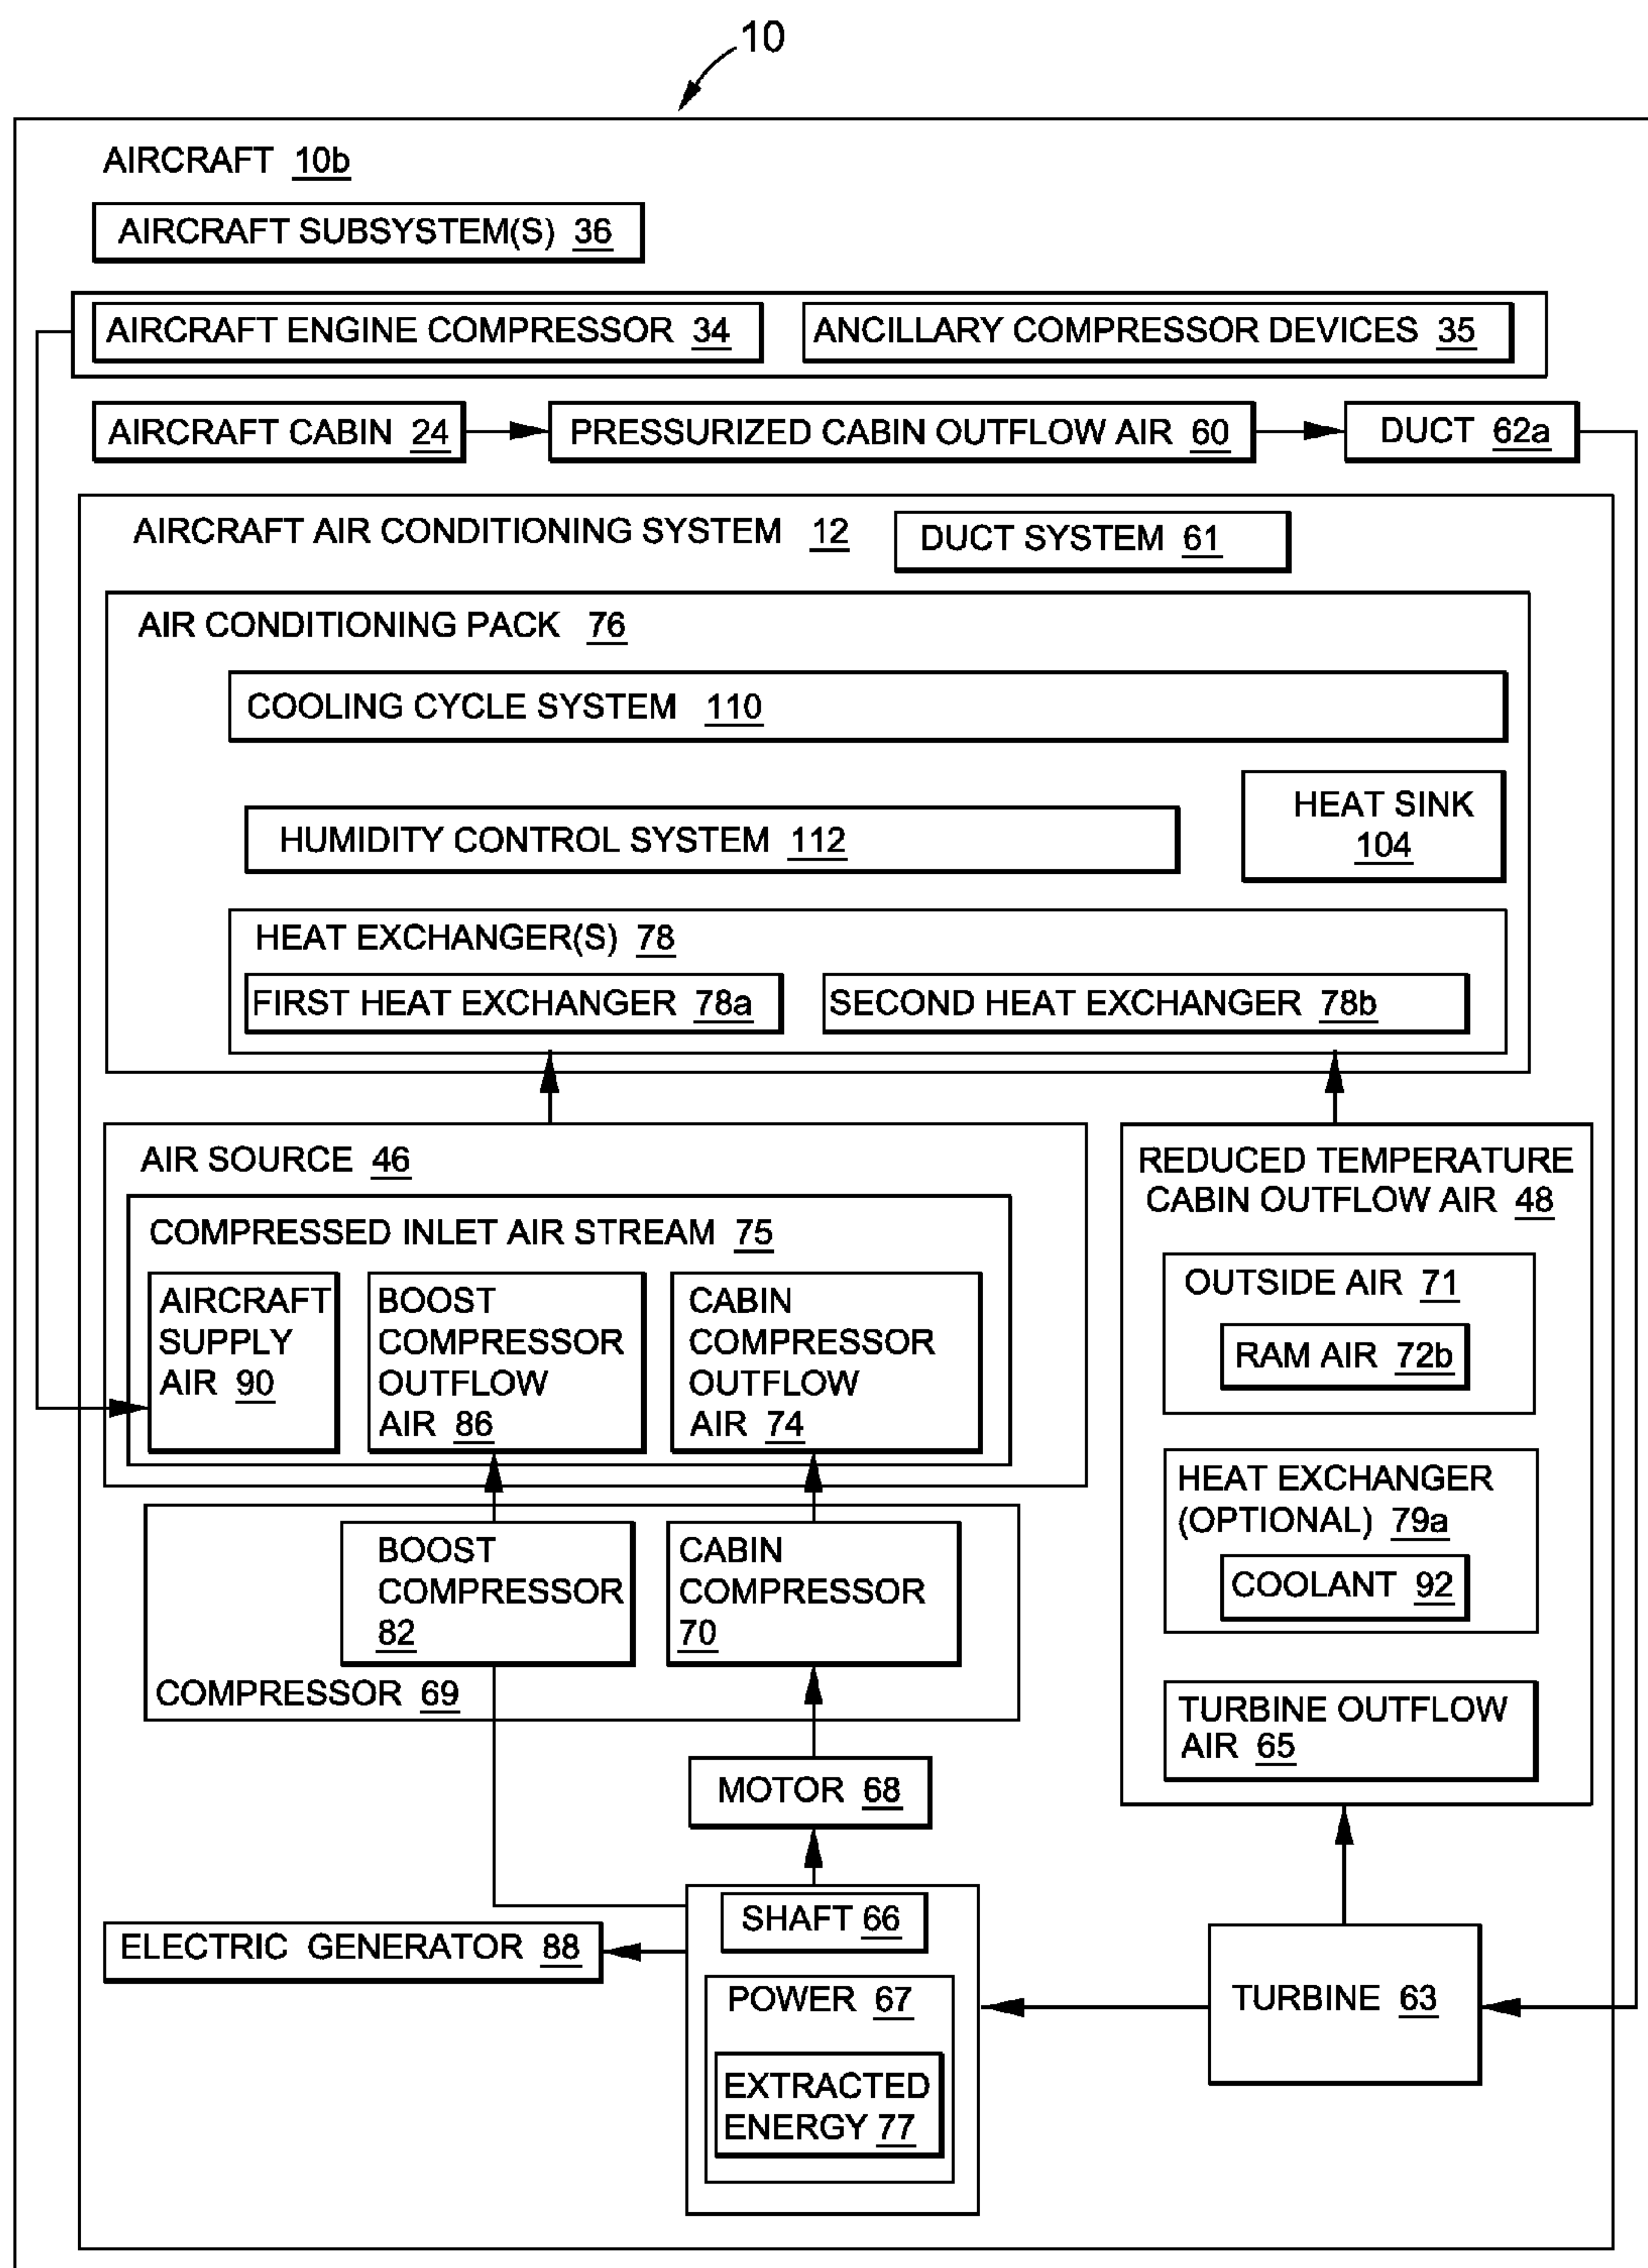 10
AIRCRAFT 10b
AIRCRAFT SUBSYSTEM(S) 36
AIRCRAFT ENGINE COMPRESSOR 34
ANCILLARY COMPRESSOR DEVICES 35
AIRCRAFT CABIN 24
PRESSURIZED CABIN OUTFLOW AIR 60
DUCT 62a
AIRCRAFT AIR CONDITIONING SYSTEM 12
DUCT SYSTEM 61
AIR CONDITIONING PACK 76
COOLING CYCLE SYSTEM 110
HUMIDITY CONTROL SYSTEM 112
HEAT SINK
104
HEAT EXCHANGER(S) 78
FIRST HEAT EXCHANGER 78a
SECOND HEAT EXCHANGER 78b
AIR SOURCE 46
COMPRESSED INLET AIR STREAM 75
AIRCRAFT
SUPPLY
AIR 90
BOOST
COMPRESSOR
OUTFLOW
AIR 86
CABIN
COMPRESSOR
OUTFLOW
AIR 74
REDUCED TEMPERATURE
CABIN OUTFLOW AIR 48
OUTSIDE AIR 71
RAM AIR 72b
HEAT EXCHANGER
(OPTIONAL) 79a
COOLANT 92
TURBINE OUTFLOW
AIR 65
BOOST
COMPRESSOR
82
CABIN
COMPRESSOR
70
COMPRESSOR 69
MOTOR 68
SHAFT 66
ELECTRIC GENERATOR 88
POWER 67
EXTRACTED
ENERGY 77
TURBINE 63